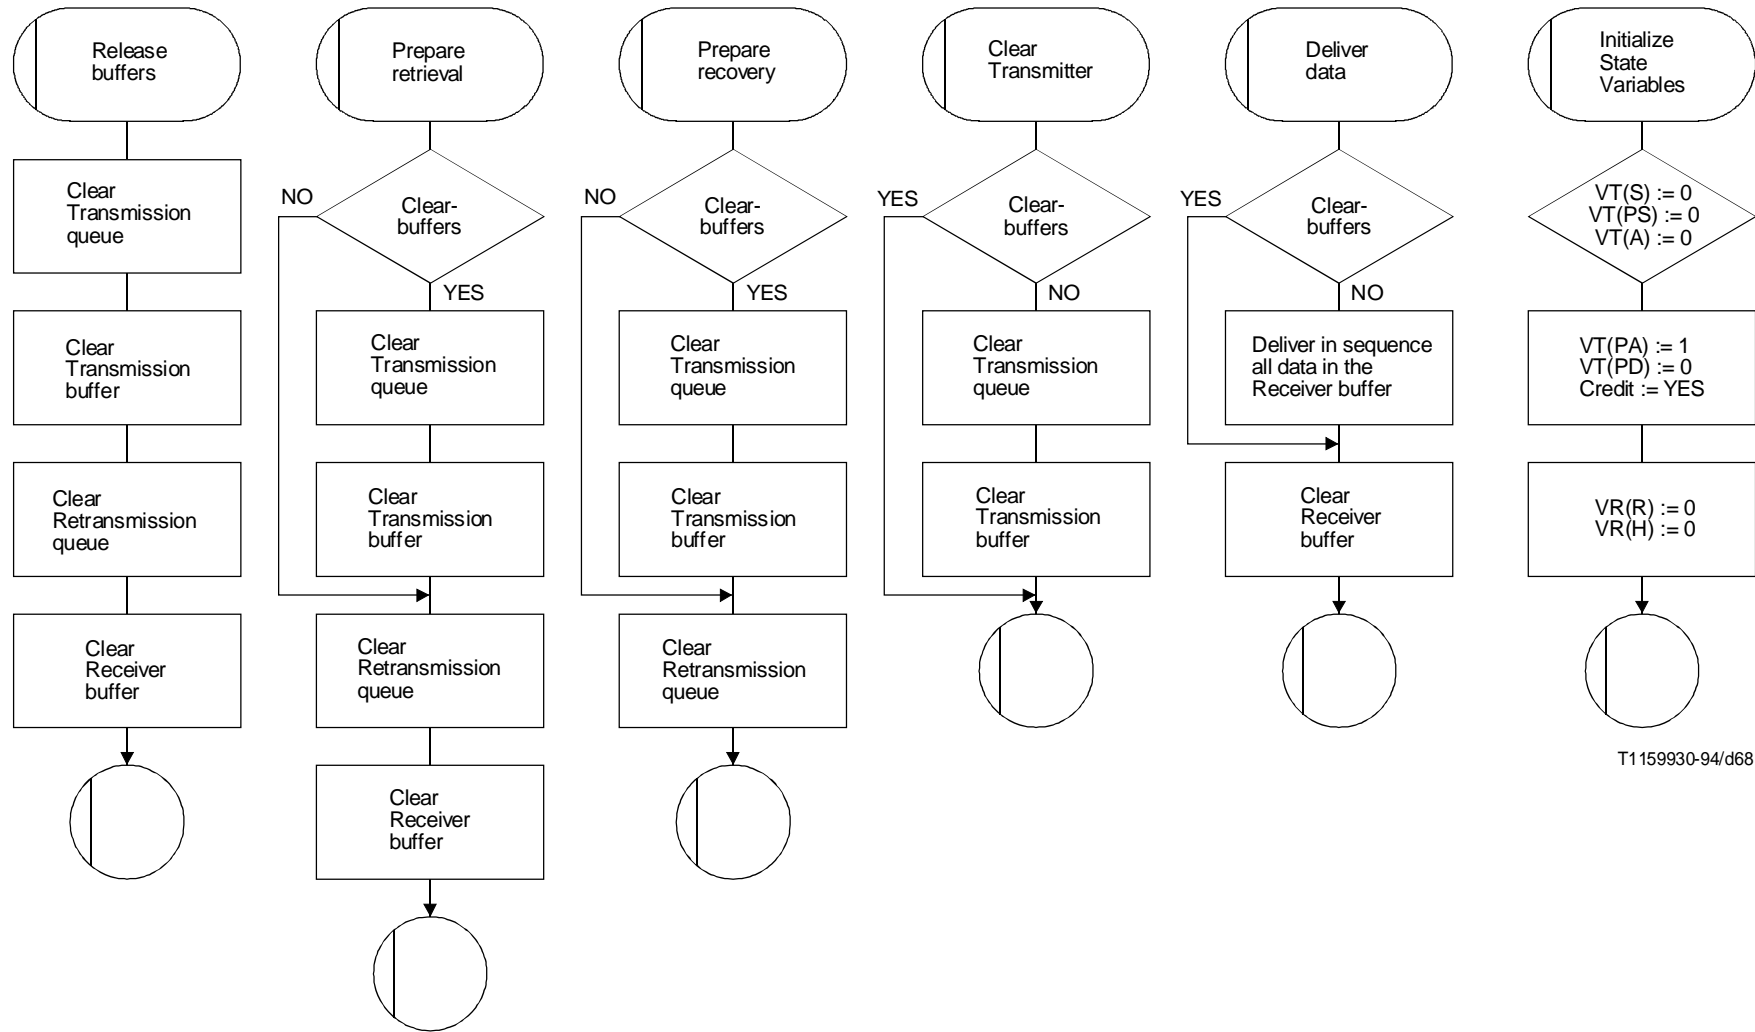 Release
buffers
Clear
Transmission
queue
Clear
Transmission
buffer
Clear
Retransmission
queue
Clear
Receiver
buffer
Prepare
retrieval
NO
Clear-
buffers
YES
Clear
Transmission
queue
Clear
Transmission
buffer
Clear
Retransmission
queue
Clear
Receiver
buffer
Prepare
recovery
NO
Clear-
buffers
YES
Clear
Transmission
queue
Clear
Transmission
buffer
Clear
Retransmission
queue
Clear
Transmitter
YES
Clear-
buffers
NO
Clear
Transmission
queue
Clear
Transmission
buffer
Deliver
data
YES
Clear-
buffers
NO
Deliver in sequence
all data in the
Receiver buffer
Clear
Receiver
buffer
Initialize
State
Variables
VT(S) := 0
VT(PS) := 0
VT(A) := 0
VT(PA) := 1
VT(PD) := 0
Credit := YES
VR(R) := 0
VR(H) := 0
T1159930-94/d68